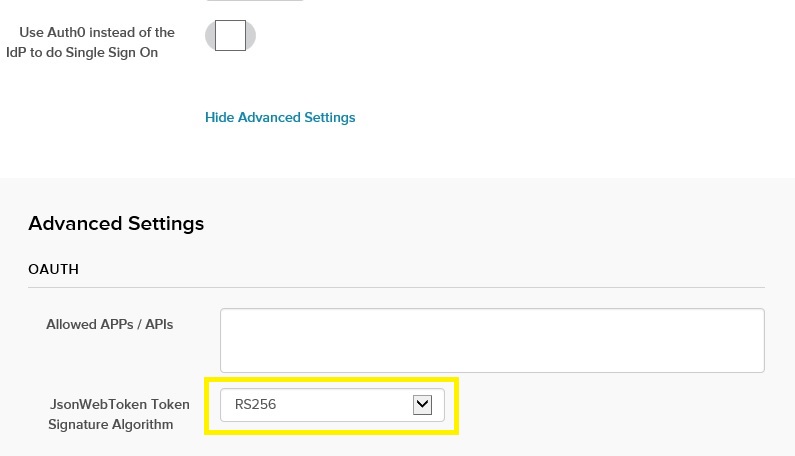 Use Auth0 instead of the
IdP to do Single Sign On
Hide Advanced Settings
Advanced Settings
OAUTH
Allowed APPs / APIs
JsonWebToken Token
Signature Algorithm
RS256